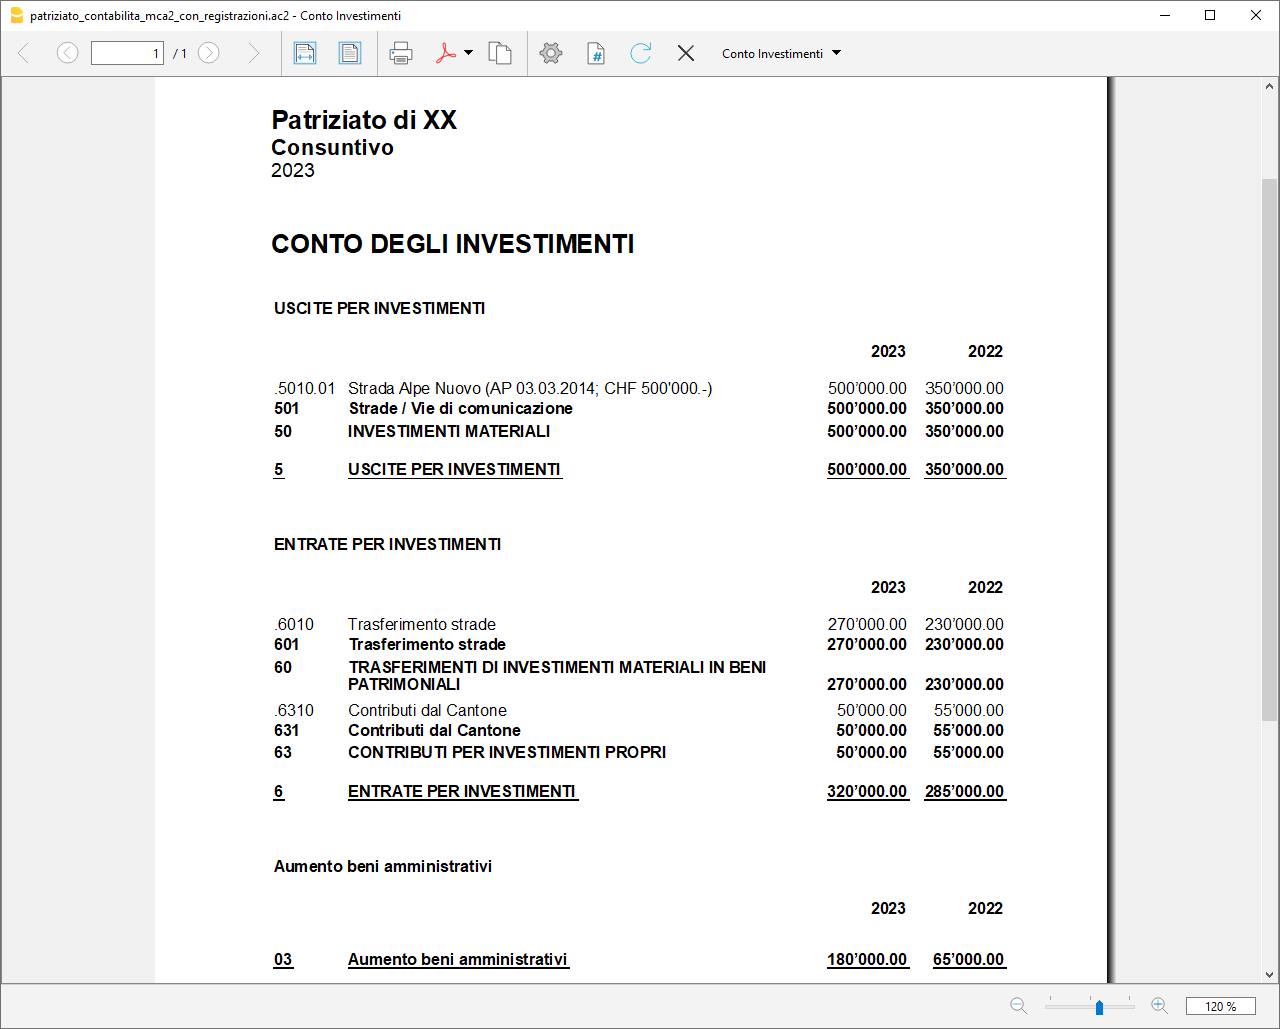 patriziato_contabilita_mca2_con_registrazioni.ac2 - Conto Investimenti
1 / 1 Conto Investimenti
Patriziato di XX
Consuntivo
2023
CONTO DEGLI INVESTIMENTI
USCITE PER INVESTIMENTI
2023 2022
.5010.01 Strada Alpe Nuovo (AP 03.03.2014; CHF 500'000.-) 500’000.00 350’000.00
501 Strade / Vie di comunicazione 500’000.00 350’000.00
50 INVESTIMENTI MATERIALI 500’000.00 350’000.00
5 USCITE PER INVESTIMENTI 500’000.00 350’000.00
ENTRATE PER INVESTIMENTI
2023 2022
.6010 Trasferimento strade 270’000.00 230’000.00
601 Trasferimento strade 270’000.00 230’000.00
60 TRASFERIMENTI DI INVESTIMENTI MATERIALI IN BENI
PATRIMONIALI 270’000.00 230’000.00
.6310 Contributi dal Cantone 50’000.00 55’000.00
631 Contributi dal Cantone 50’000.00 55’000.00
63 CONTRIBUTI PER INVESTIMENTI PROPRI 50’000.00 55’000.00
6 ENTRATE PER INVESTIMENTI 320’000.00 285’000.00
Aumento beni amministrativi
2023 2022
03 Aumento beni amministrativi 180’000.00 65’000.00
120 %